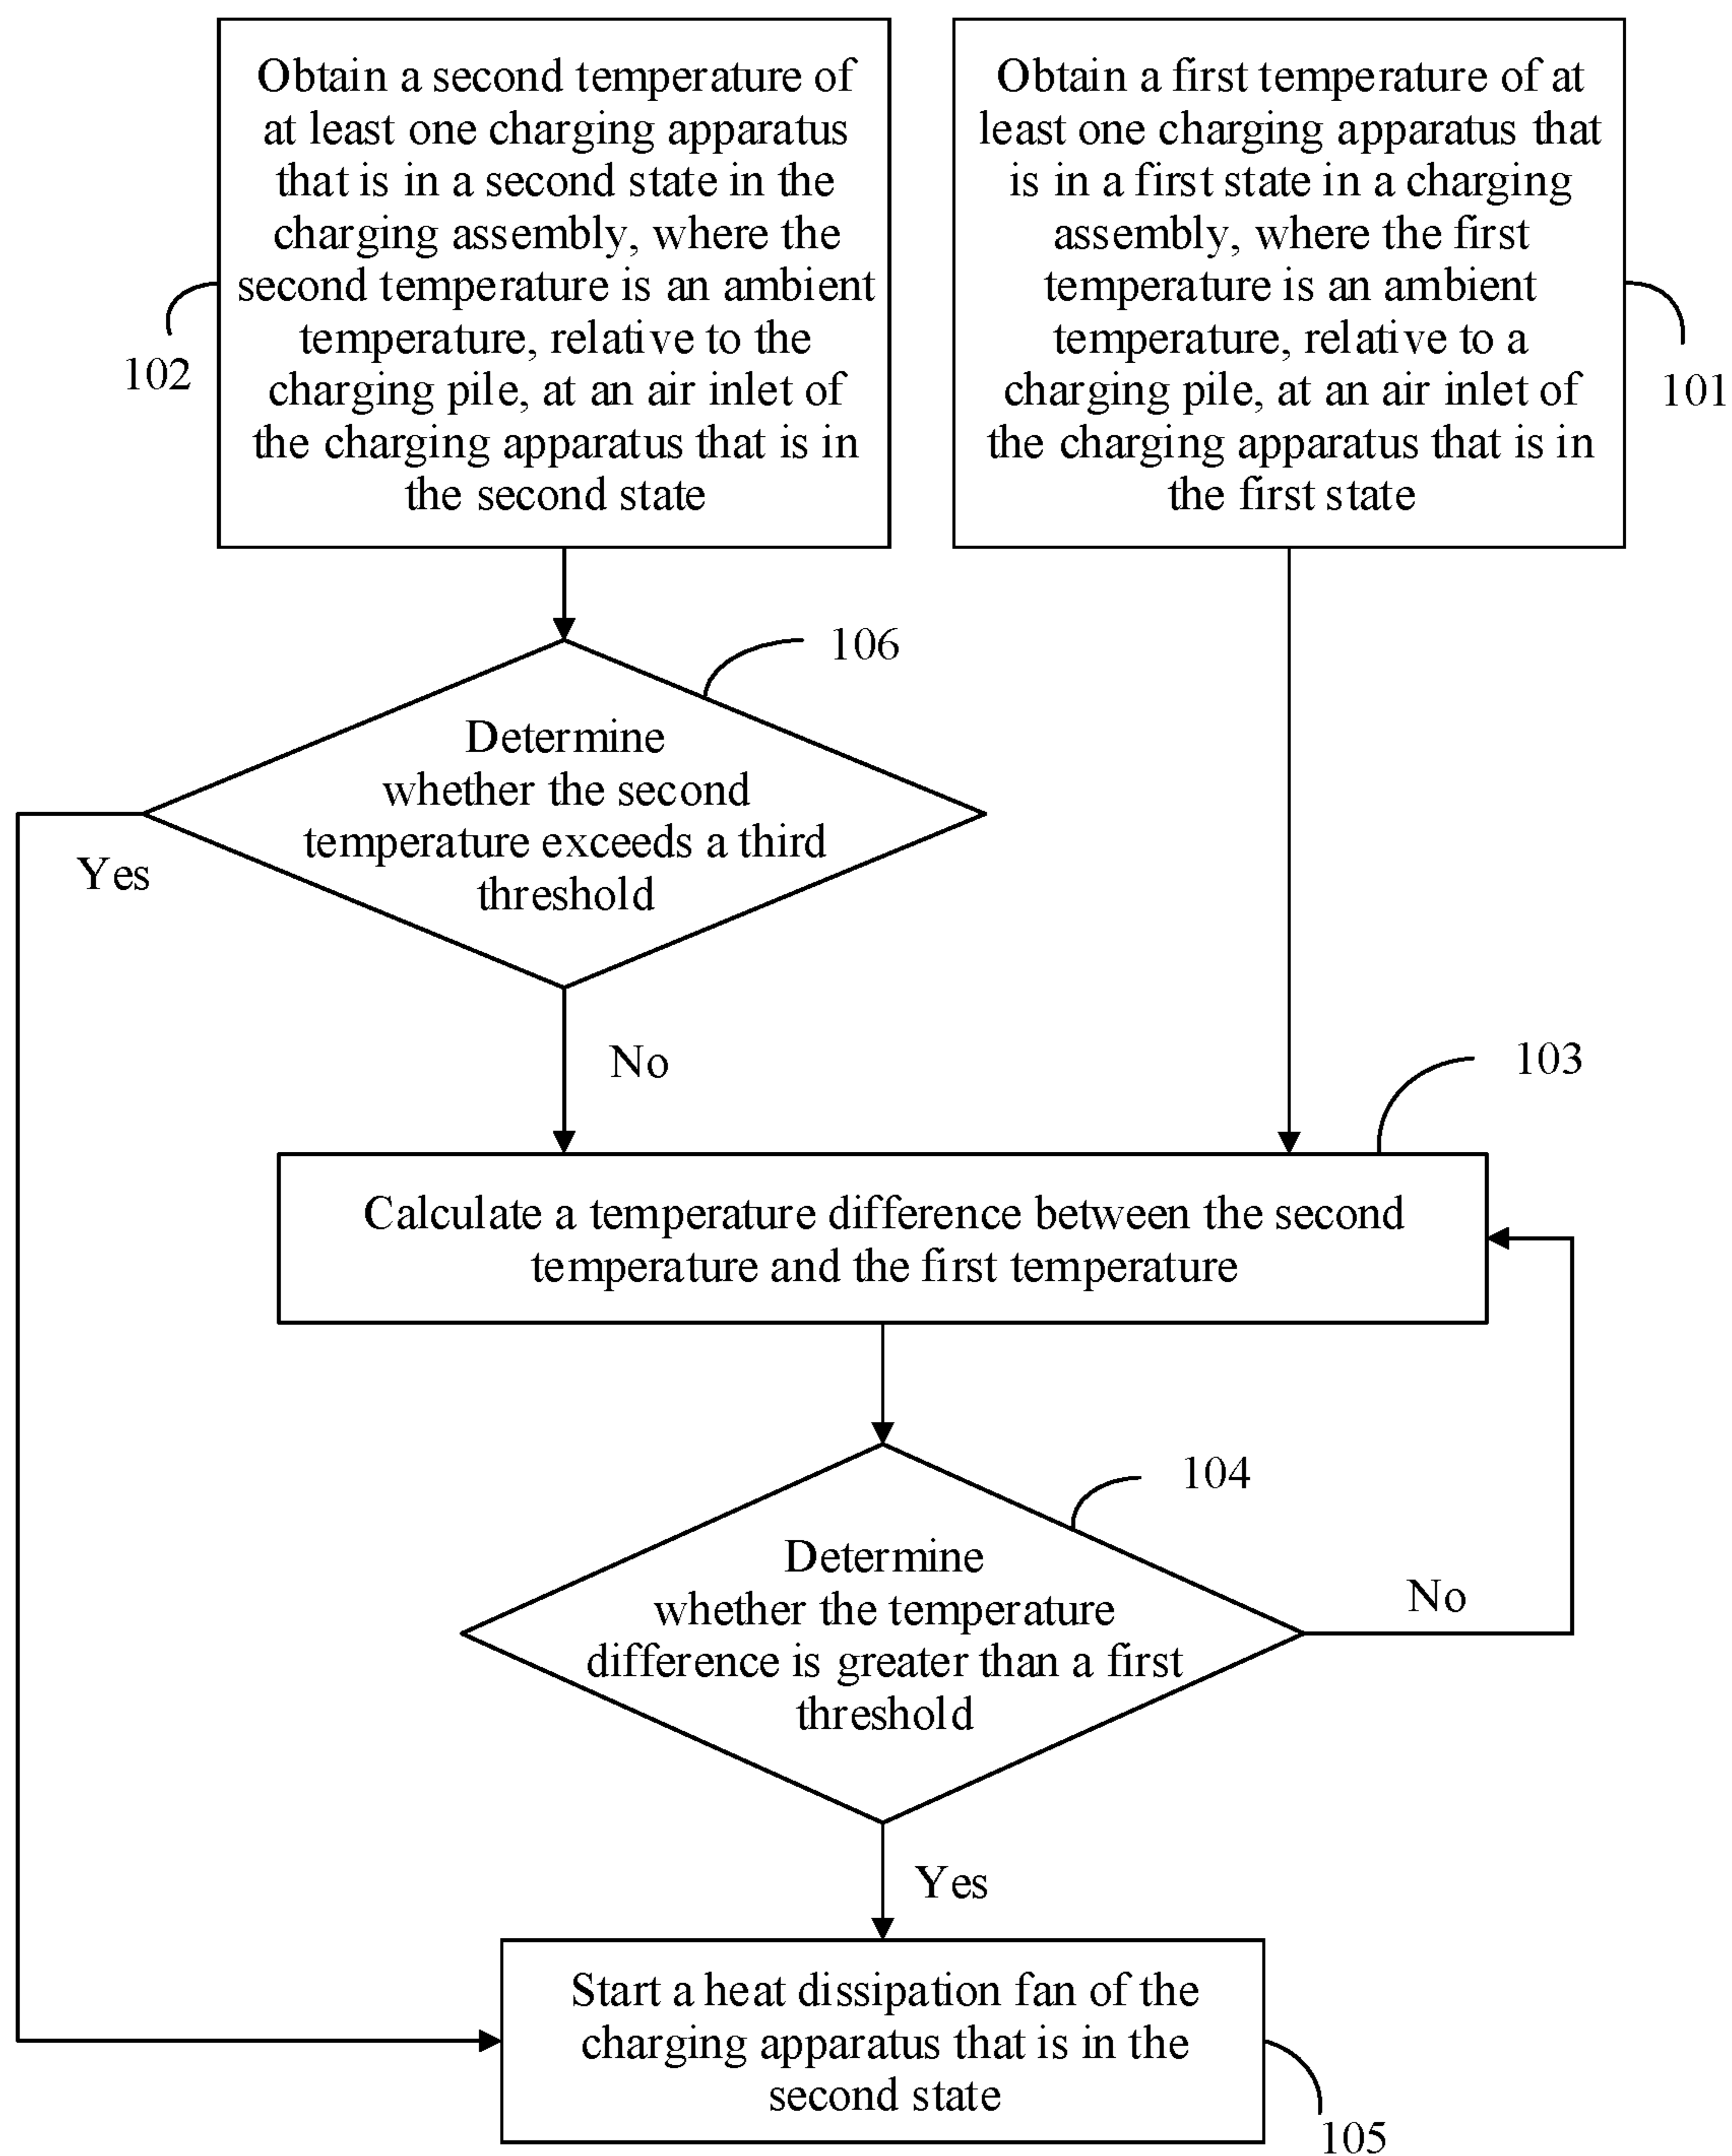 Obtain a second temperature of
at least one charging apparatus
that is in a second state in the
charging assembly, where the
second temperature is an ambient
temperature, relative to the
charging pile, at an air inlet of
the charging apparatus that is in
the second state
102
Obtain a first temperature of at
least one charging apparatus that
is in a first state in a charging
assembly, where the first
temperature is an ambient
temperature, relative to a
charging pile, at an air inlet of
the charging apparatus that is in
the first state
101
106
Determine
whether the second
temperature exceeds a third
threshold
Yes
No
103
Calculate a temperature difference between the second
temperature and the first temperature
104
Determine
whether the temperature
difference is greater than a first
threshold
No
Yes
Start a heat dissipation fan of the
charging apparatus that is in the
second state
105